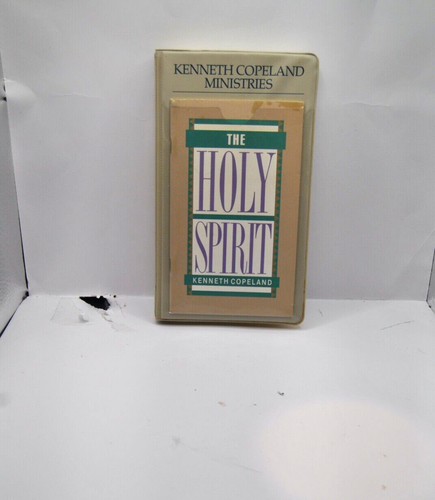 KENNETH COPELAND
MINISTRIES
THE
HOLY
SPIRIT
KENNETH COPELAND